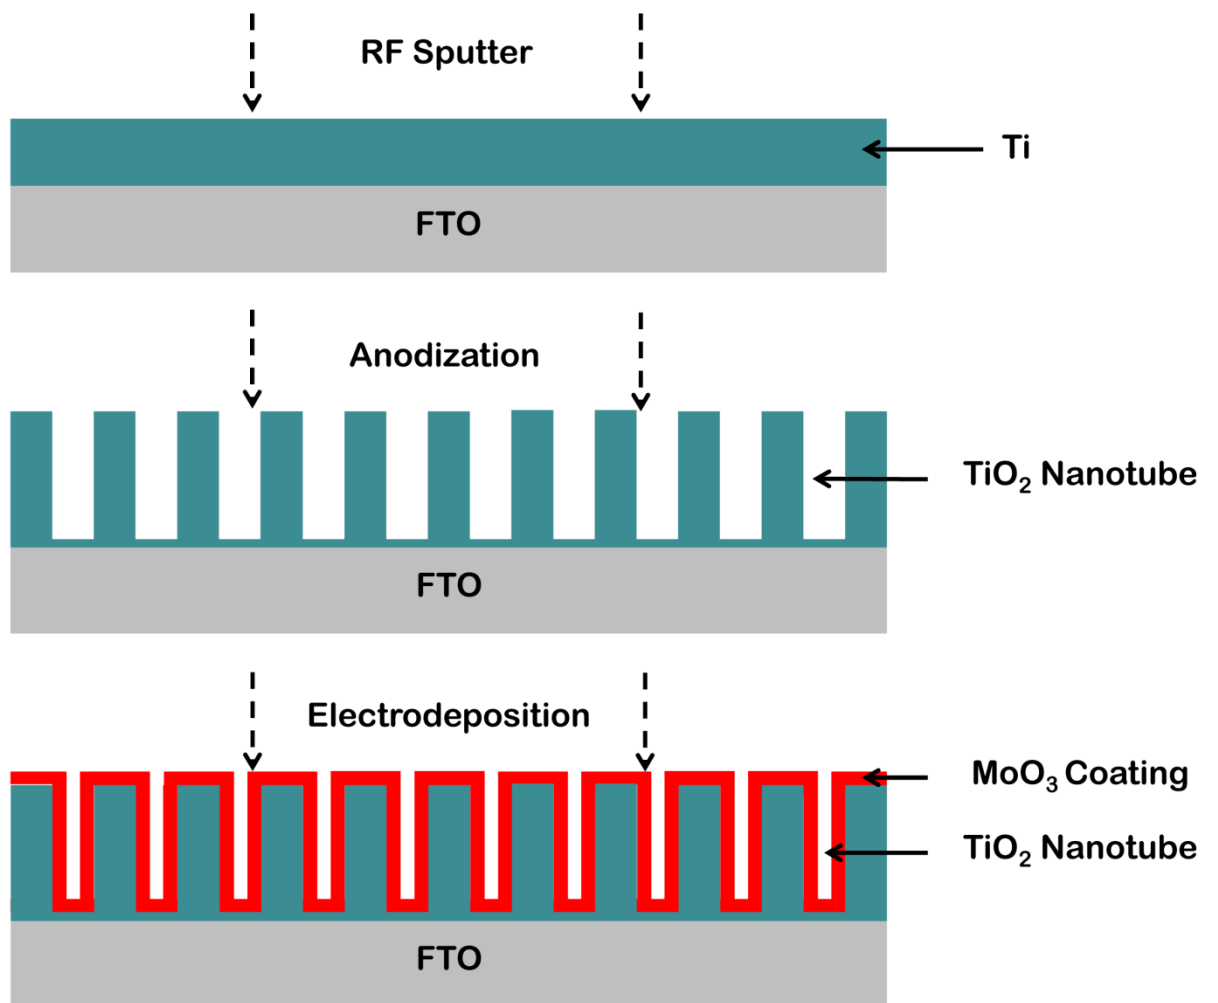 RF Sputter
Ti
FTO
Anodization
TiO₂ Nanotube
FTO
Electrodeposition
MoO₃ Coating
TiO₂ Nanotube
FTO